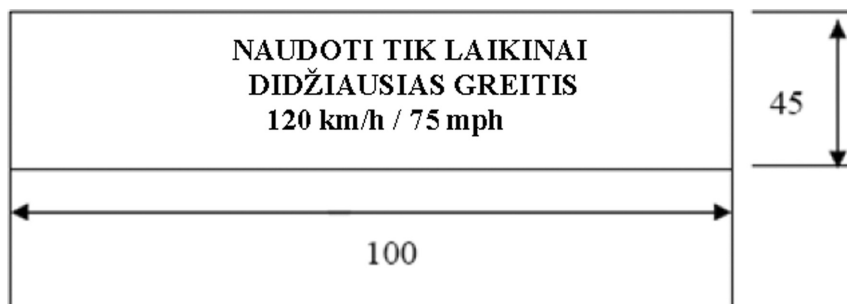 NAUDOTI TIK LAIKINAI
DIDŽIAUSIAS GREITIS
120 km/h / 75 mph
45
100